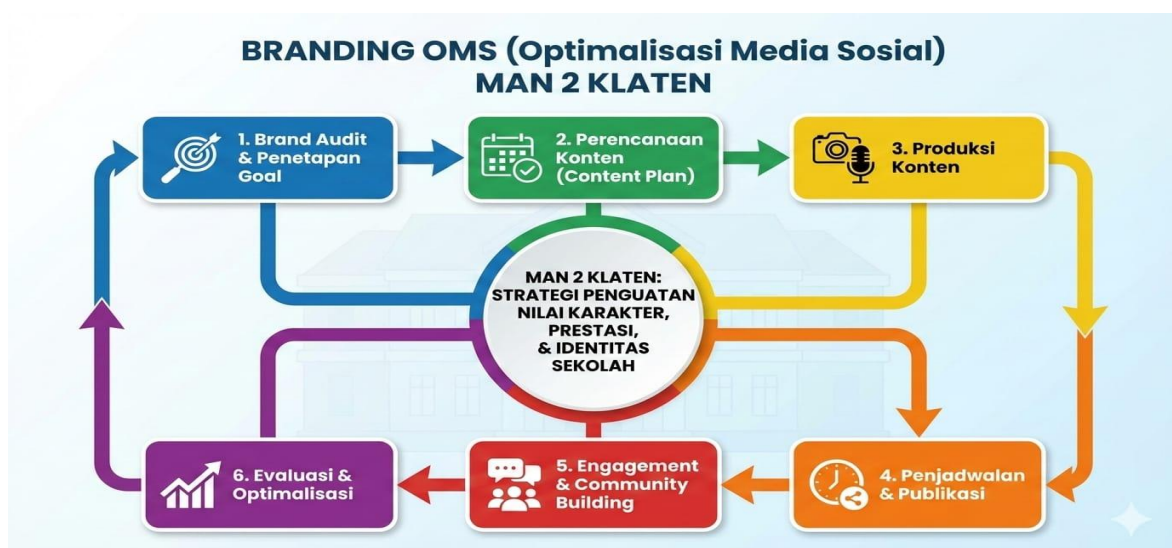 BRANDING OMS (Optimalisasi Media Sosial)
MAN 2 KLATEN
1. Brand Audit
& Penetapan
Goal
2. Perencanaan
Konten
(Content Plan)
3. Produksi
Konten
MAN 2 KLATEN:
STRATEGI PENGUATAN
NILAI KARAKTER,
PRESTASI,
& IDENTITAS
SEKOLAH
4. Penjadwalan
& Publikasi
5. Engagement
& Community
Building
6. Evaluasi &
Optimalisasi